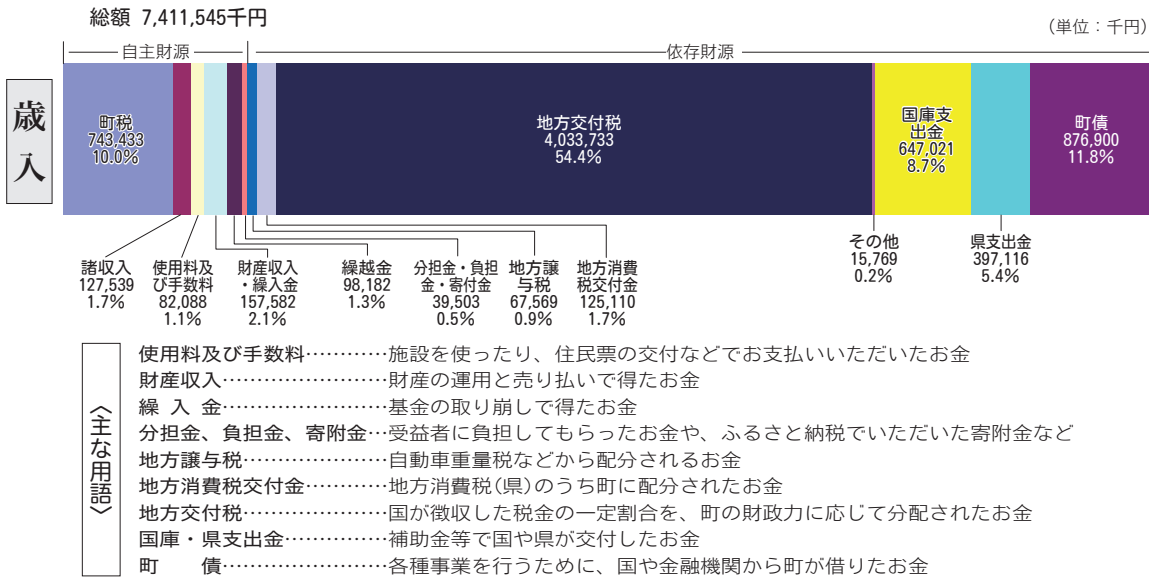 総額 7,411,545千円
(単位：千円)
自主財源
依存財源
歳入
町税
743,433
10.0%
地方交付税
4,033,733
54.4%
国庫支
出金
647,021
8.7%
町債
876,900
11.8%
諸収入
127,539
1.7%
使用料及
び手数料
82,088
1.1%
財産収入
・繰入金
157,582
2.1%
繰越金
98,182
1.3%
分担金・負担
金・寄付金
39,503
0.5%
地方譲
与税
67,569
0.9%
地方消費
税交付金
125,110
1.7%
その他
15,769
0.2%
県支出金
397,116
5.4%
〈主な用語〉
使用料及び手数料…………施設を使ったり、住民票の交付などでお支払いいただいたお金
財産収入……………………財産の運用と売り払いで得たお金
繰 入 金……………………基金の取り崩しで得たお金
分担金、負担金、寄附金…受益者に負担してもらったお金や、ふるさと納税でいただいた寄附金など
地方譲与税…………………自動車重量税などから配分されるお金
地方消費税交付金…………地方消費税(県)のうち町に配分されたお金
地方交付税…………………国が徴収した税金の一定割合を、町の財政力に応じて分配されたお金
国庫・県支出金……………補助金等で国や県が交付したお金
町　　債……………………各種事業を行うために、国や金融機関から町が借りたお金